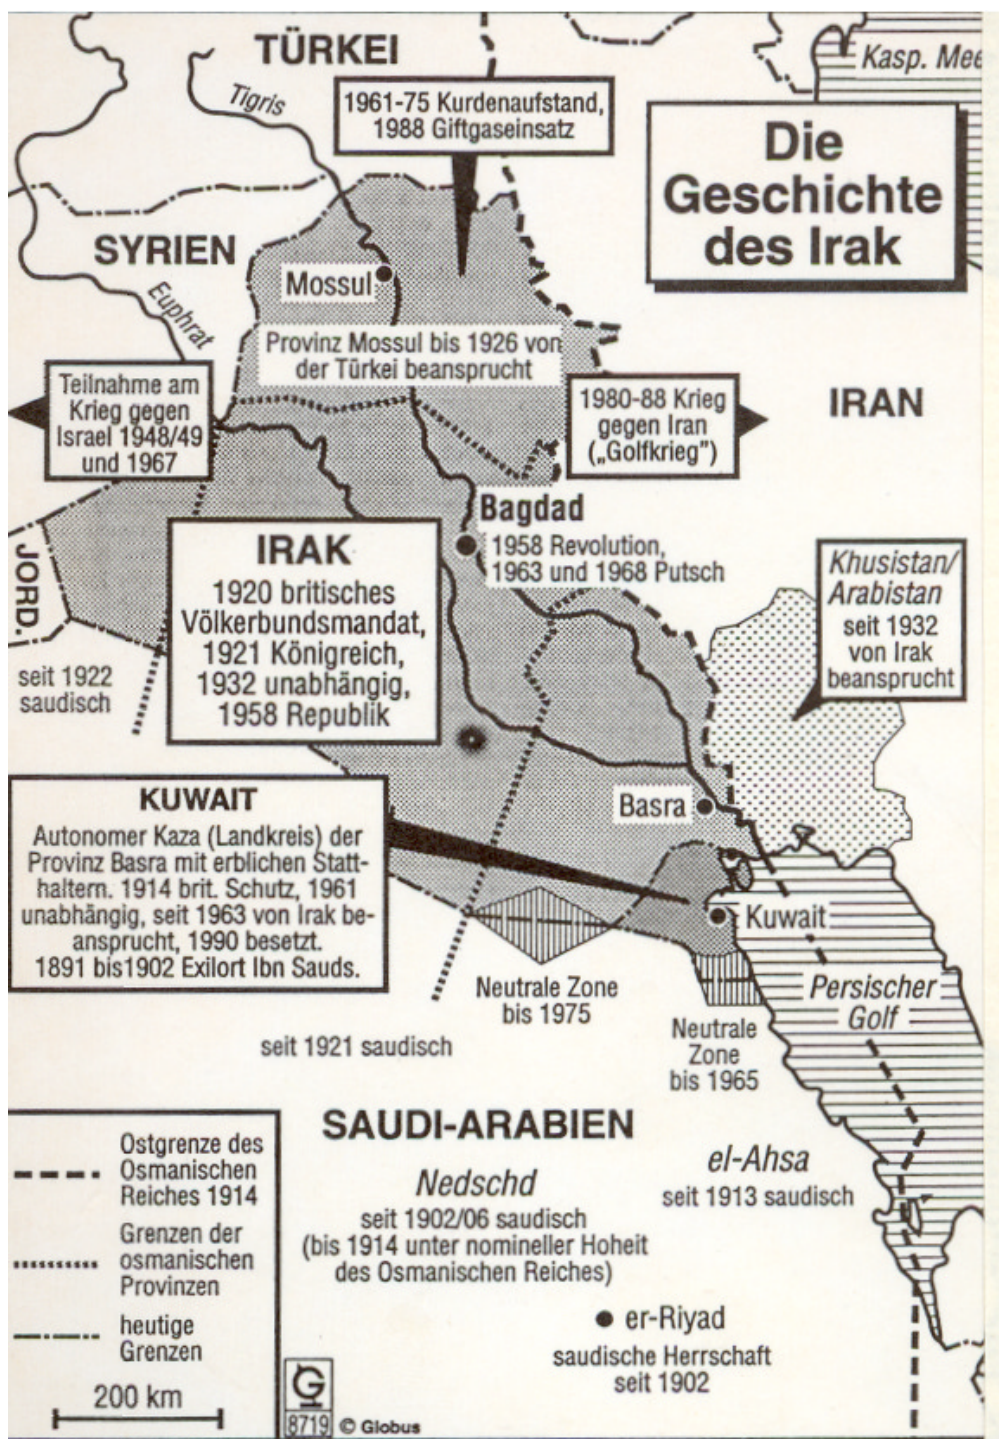 TÜRKEI
Tigris
Kasp. Mee
1961-75 Kurdenaufstand,
1988 Giftgaseinsatz
Die
Geschichte
des Irak
SYRIEN
Mossul
Euphrat
Provinz Mossul bis 1926 von
der Türkei beansprucht
Teilnahme am
Krieg gegen
Israel 1948/49
und 1967
1980-88 Krieg
gegen Iran
(„Golfkrieg”)
IRAN
Bagdad
1958 Revolution,
1963 und 1968 Putsch
JORD.
IRAK
1920 britisches
Völkerbundsmandat,
1921 Königreich,
1932 unabhängig,
1958 Republik
Khusistan/
Arabistan
seit 1932
von Irak
beansprucht
seit 1922
saudisch
KUWAIT
Autonomer Kaza (Landkreis) der
Provinz Basra mit erblichen Statt-
haltern. 1914 brit. Schutz, 1961
unabhängig, seit 1963 von Irak be-
ansprucht, 1990 besetzt.
1891 bis1902 Exilort Ibn Sauds.
Basra
Kuwait
Neutrale Zone
bis 1975
Persischer
Golf
seit 1921 saudisch
Neutrale
Zone
bis 1965
SAUDI-ARABIEN
Nedschd
seit 1902/06 saudisch
(bis 1914 unter nomineller Hoheit
des Osmanischen Reiches)
el-Ahsa
seit 1913 saudisch
er-Riyad
saudische Herrschaft
seit 1902
Ostgrenze des
Osmanischen
Reiches 1914
Grenzen der
osmanischen
Provinzen
heutige
Grenzen
200 km
G
8719 © Globus